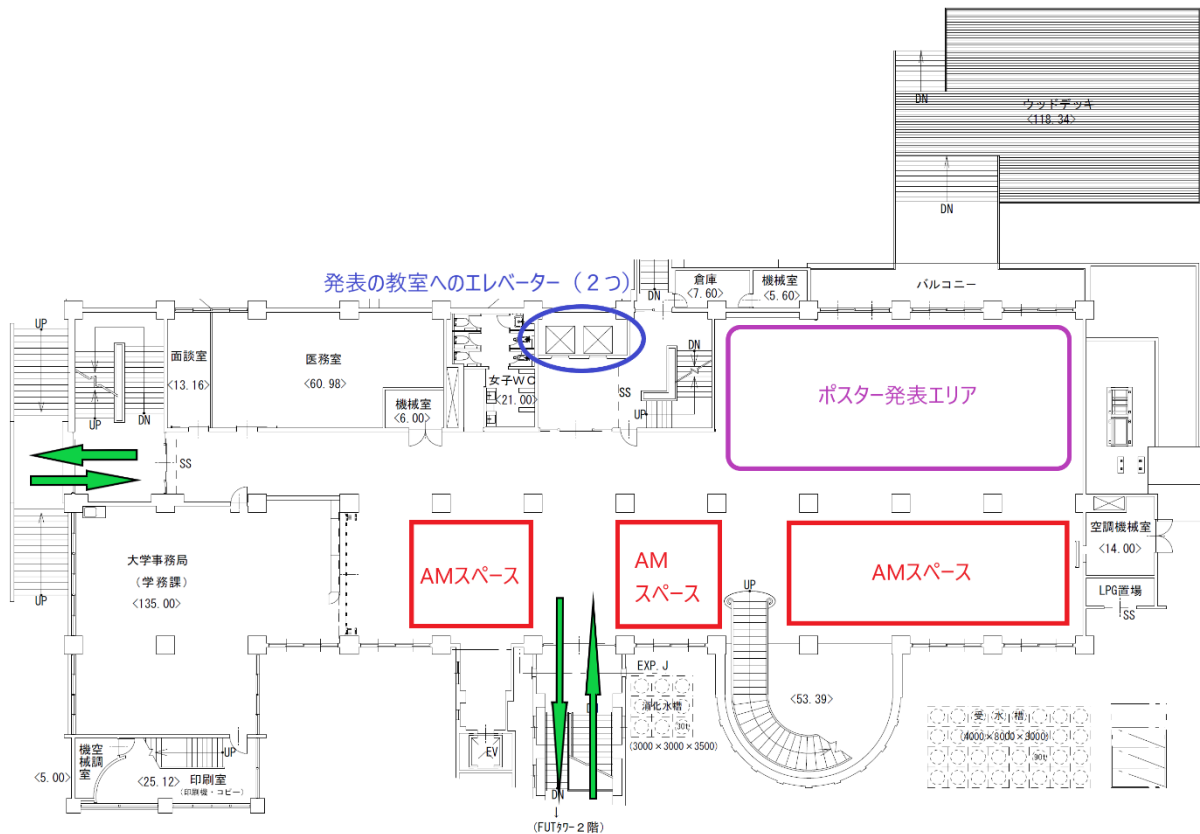 ウッドデッキ
<118.34>
DN
DN
発表の教室へのエレベーター（２つ）
倉庫
<7.60>
機械室
<5.60>
バルコニー
DN
UP
面談室
<13.16>
医務室
<60.98>
機械室
<6.00>
女子ＷＣ
<21.00>
SS
DN
UP
ポスター発表エリア
UP
DN
SS
大学事務局
（学務課）
<135.00>
UP
AMスペース
AM
スペース
AMスペース
UP
空調機械室
<14.00>
LPG置場
SS
EXP.J
消化水槽
30t
(3000×3000×3500)
<53.39>
受水槽
(4000×8000×3000)
80t
DN
EV
DN
空調
機械室
<5.00>
UP
<25.12>
印刷室
(印刷機・コピー)
(FUTﾀﾜｰ２階)